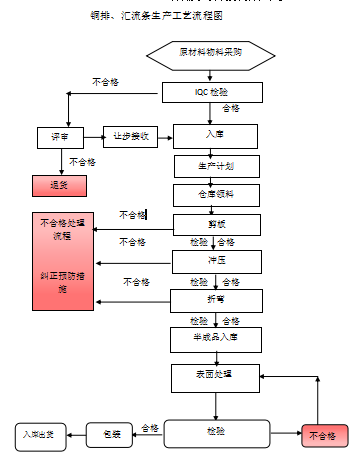 铜排、汇流条生产工艺流程图
原材料物料采购
不合格
IQC 检验
合格
评审
让步接收
入库
不合格
生产计划
退货
仓库领料
不合格
剪板
不合格处理
流程
不合格
检验 合格
冲压
纠正预防措
施
不合格
检验 合格
折弯
检验 合格
半成品入库
表面处理
入库出货
包装
合格
检验
不合格